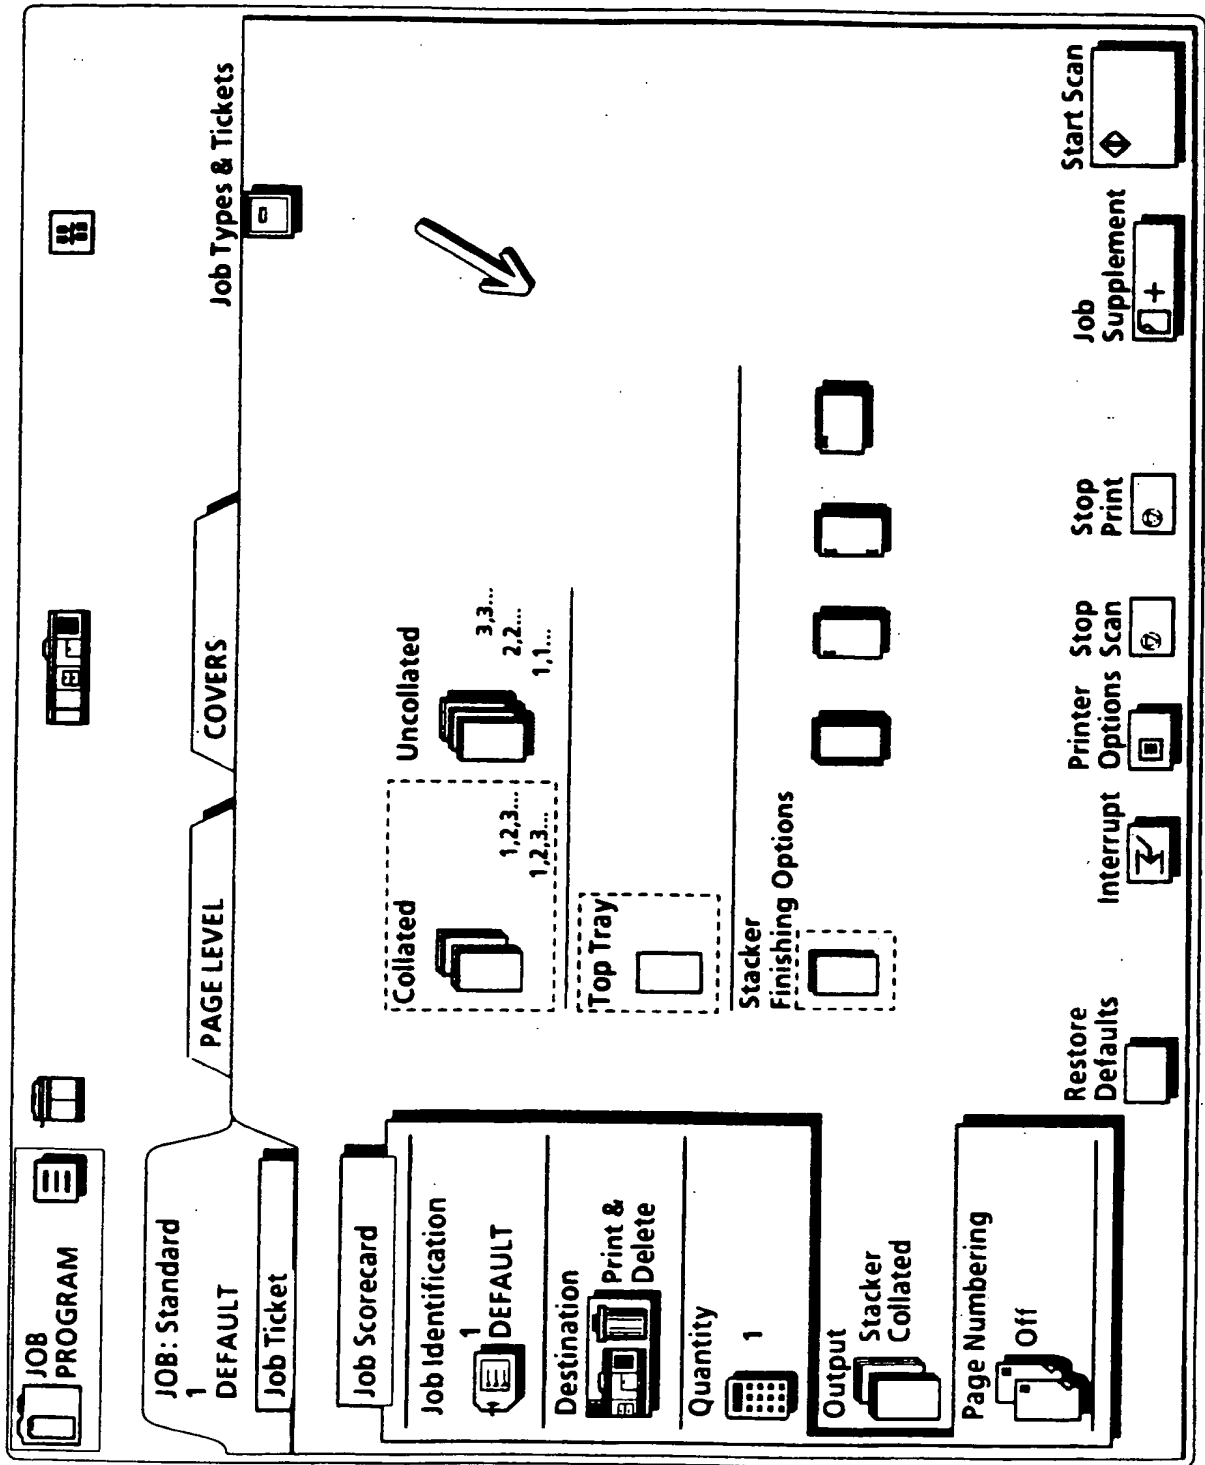 JOB
PROGRAM
JOB: Standard
1
DEFAULT
PAGE LEVEL
COVERS
Job Types & Tickets
Job Ticket
Job Scorecard
Job Identification
1
DEFAULT
Destination
Print &
Delete
Quantity
1
Output
Stacker
Collated
Page Numbering
Off
Collated
1,2,3...
1,2,3...
Uncollated
3,3...
2,2...
1,1...
Top Tray
Stacker
Finishing Options
Restore
Defaults
Interrupt
Printer
Options
Stop
Scan
Stop
Print
Job
Supplement
+
Start Scan